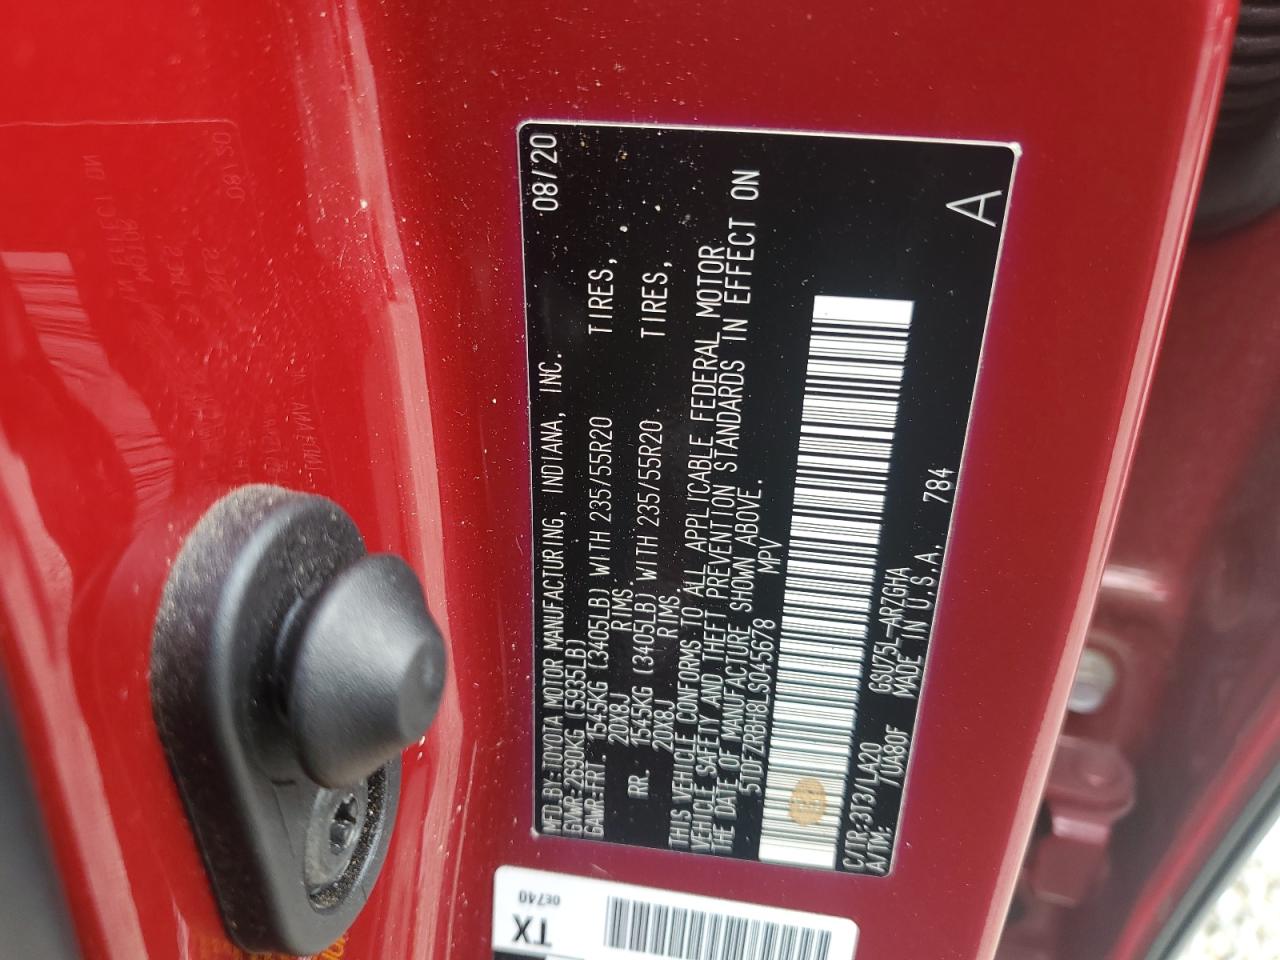 MFD.BY:TOYOTA MOTOR MANUFACTURING, INDIANA, INC. 08/20
GVWR-2690KG (5935LB)
GAWR-FRT 1545KG (3405LB) WITH 235/55R20 TIRES,
20X8J RIMS.
RR. 1545KG (3405LB) WITH 235/55R20 TIRES,
20X8J RIMS.
THIS VEHICLE CONFORMS TO ALL APPLICABLE FEDERAL MOTOR
VEHICLE SAFETY AND THEFT PREVENTION STANDARDS IN EFFECT ON
THE DATE OF MANUFACTURE SHOWN ABOVE.
5TDFZRBH8LS045678 MPV
C/TR:3T3/LA20 GSU75L-ARZGHA
A/TM: /UA80F MADE IN U.S.A. 784 A
TX 0E740